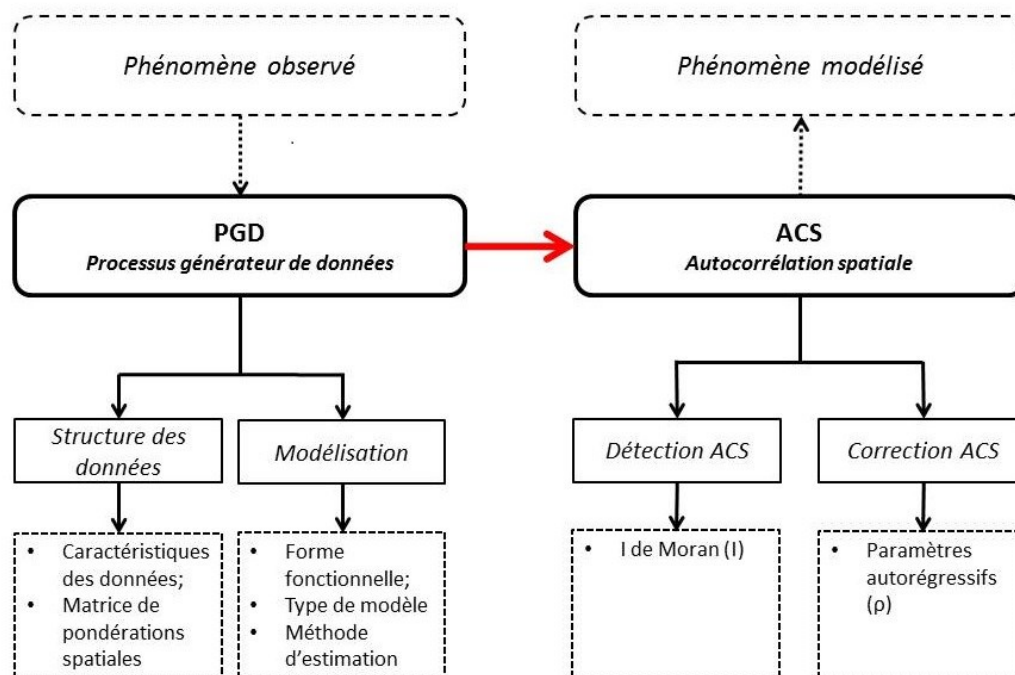 Phénomène observé
Phénomène modélisé
PGD
Processus générateur de données
ACS
Autocorrélation spatiale
Structure des
données
Modélisation
Détection ACS
Correction ACS
• Caractéristiques
des données;
• Matrice de
pondérations
spatiales
• Forme
fonctionnelle;
• Type de modèle
• Méthode
d'estimation
• I de Moran (I)
• Paramètres
autorégressifs
(ρ)